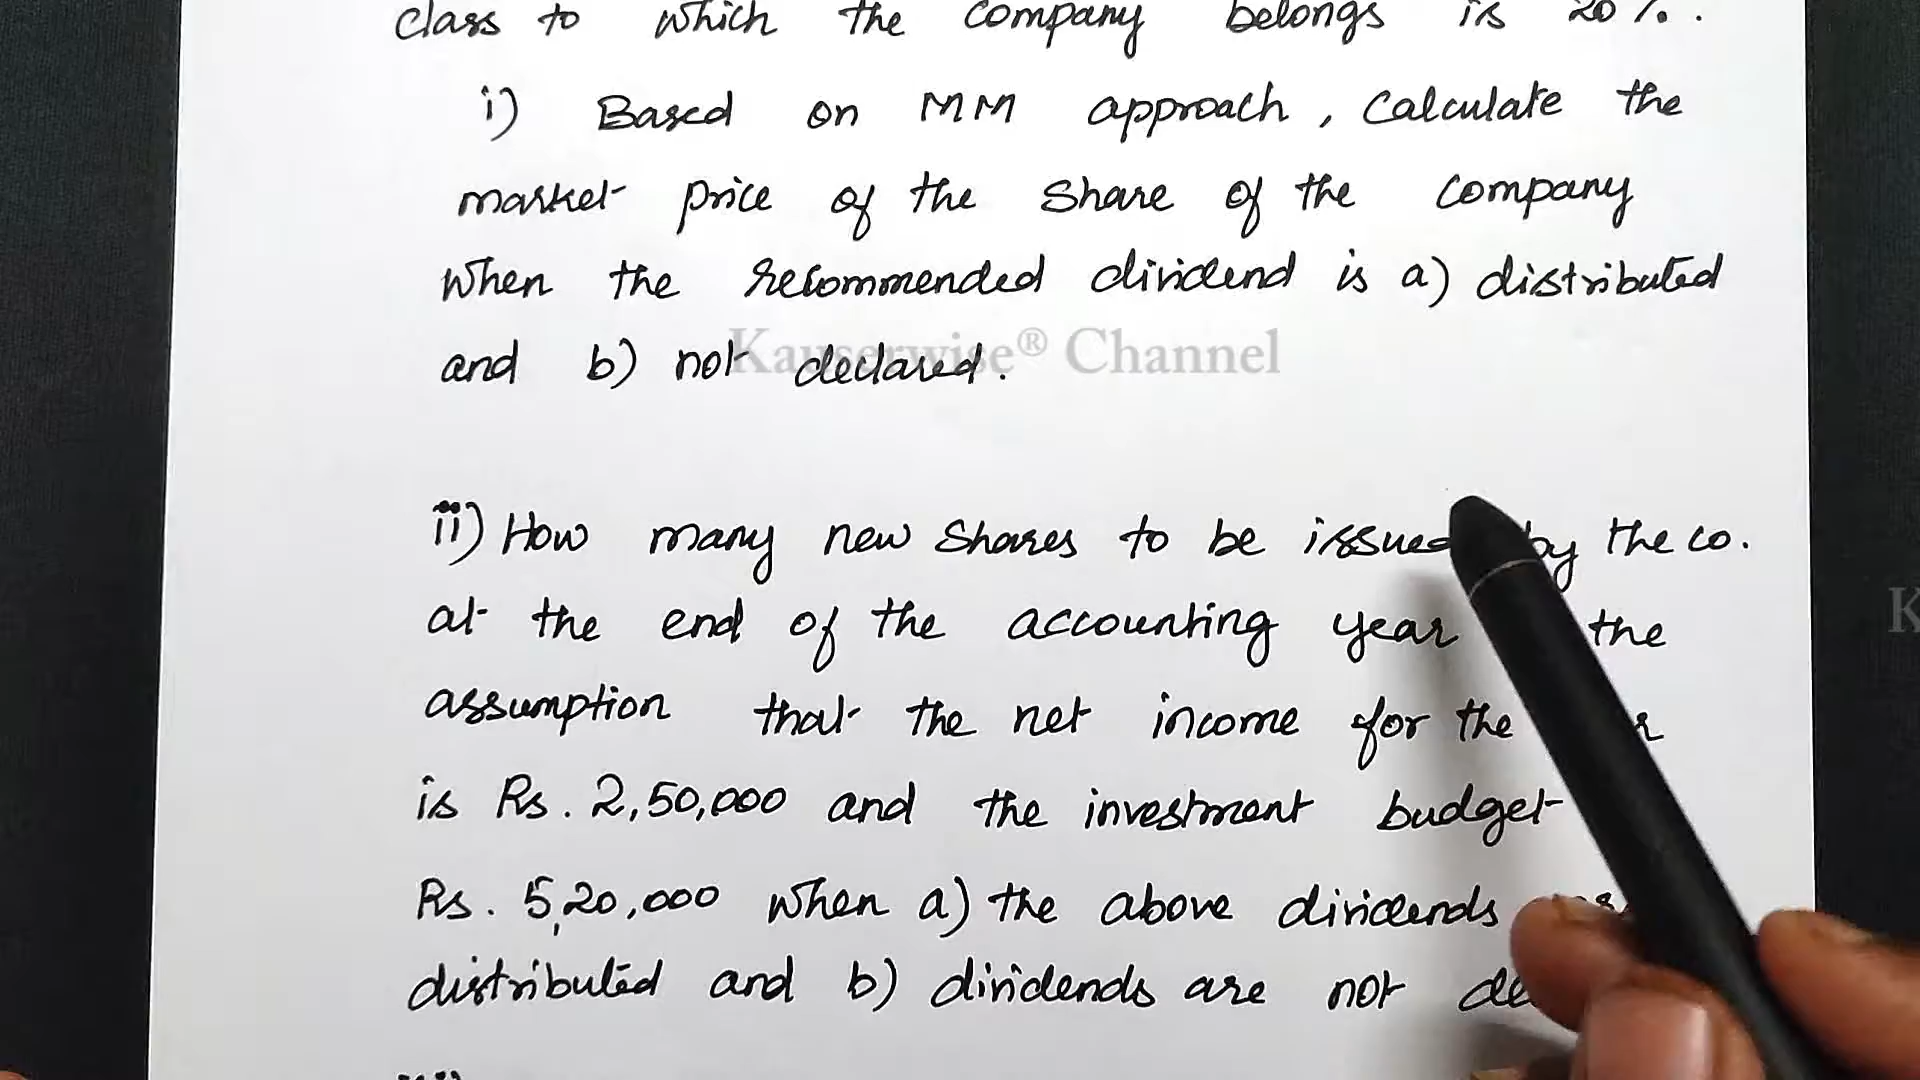 class to which the company belongs is 20%.
i) Based on MM approach, Calculate the
market price of the Share of the company
when the recommended dividend is a) distributed
and b) not declared.
Kauserwise® Channel
ii) How many new Shares to be issued by the co.
K
at the end of the accounting year the
assumption that the net income for the
is Rs. 2,50,000 and the investment budget
Rs. 5,20,000 when a) the above dividends
distributed and b) dividends are not